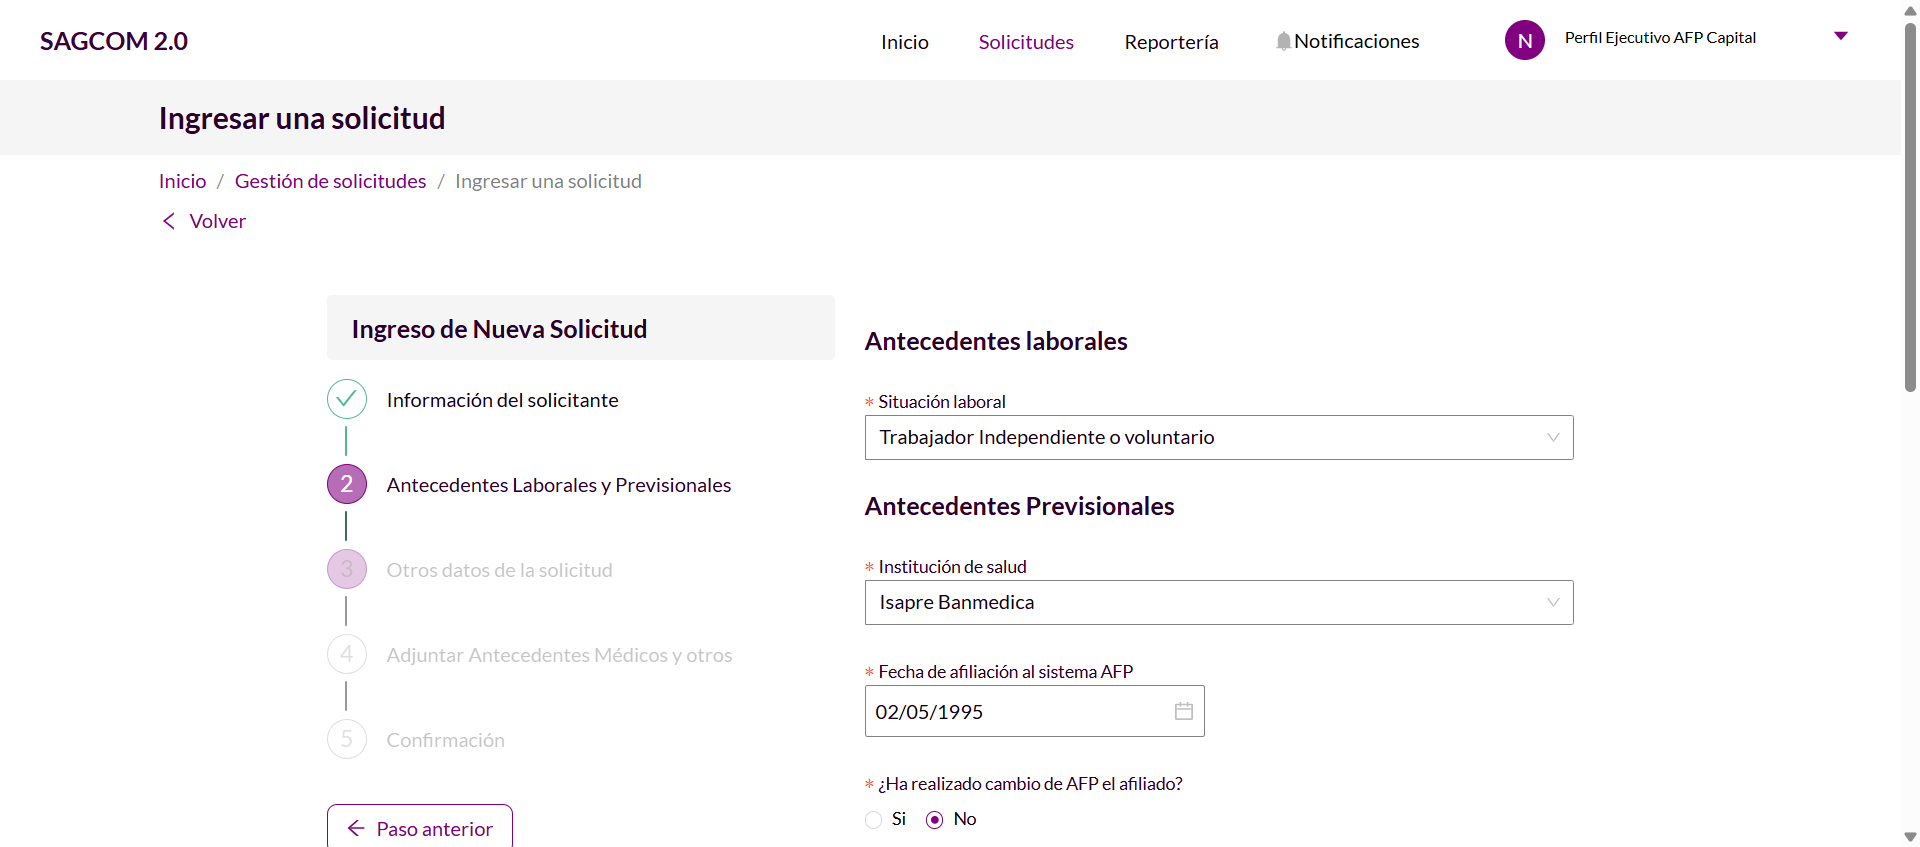 SAGCOM 2.0
Inicio
Solicitudes
Reportería
Notificaciones
N
Perfil Ejecutivo AFP Capital
Ingresar una solicitud
Inicio / Gestión de solicitudes / Ingresar una solicitud
Volver
Ingreso de Nueva Solicitud
Información del solicitante
2 Antecedentes Laborales y Previsionales
3 Otros datos de la solicitud
4 Adjuntar Antecedentes Médicos y otros
5 Confirmación
Paso anterior
Antecedentes laborales
* Situación laboral
Trabajador Independiente o voluntario
Antecedentes Previsionales
* Institución de salud
Isapre Banmedica
* Fecha de afiliación al sistema AFP
02/05/1995
* ¿Ha realizado cambio de AFP el afiliado?
Si No